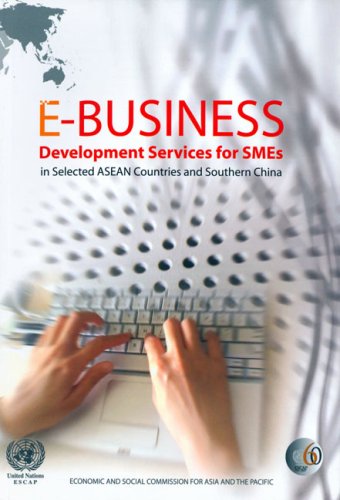 E-BUSINESS
Development Services for SMEs
in Selected ASEAN Countries and Southern China
United Nations
ESCAP
60
ECONOMIC AND SOCIAL COMMISSION FOR ASIA AND THE PACIFIC